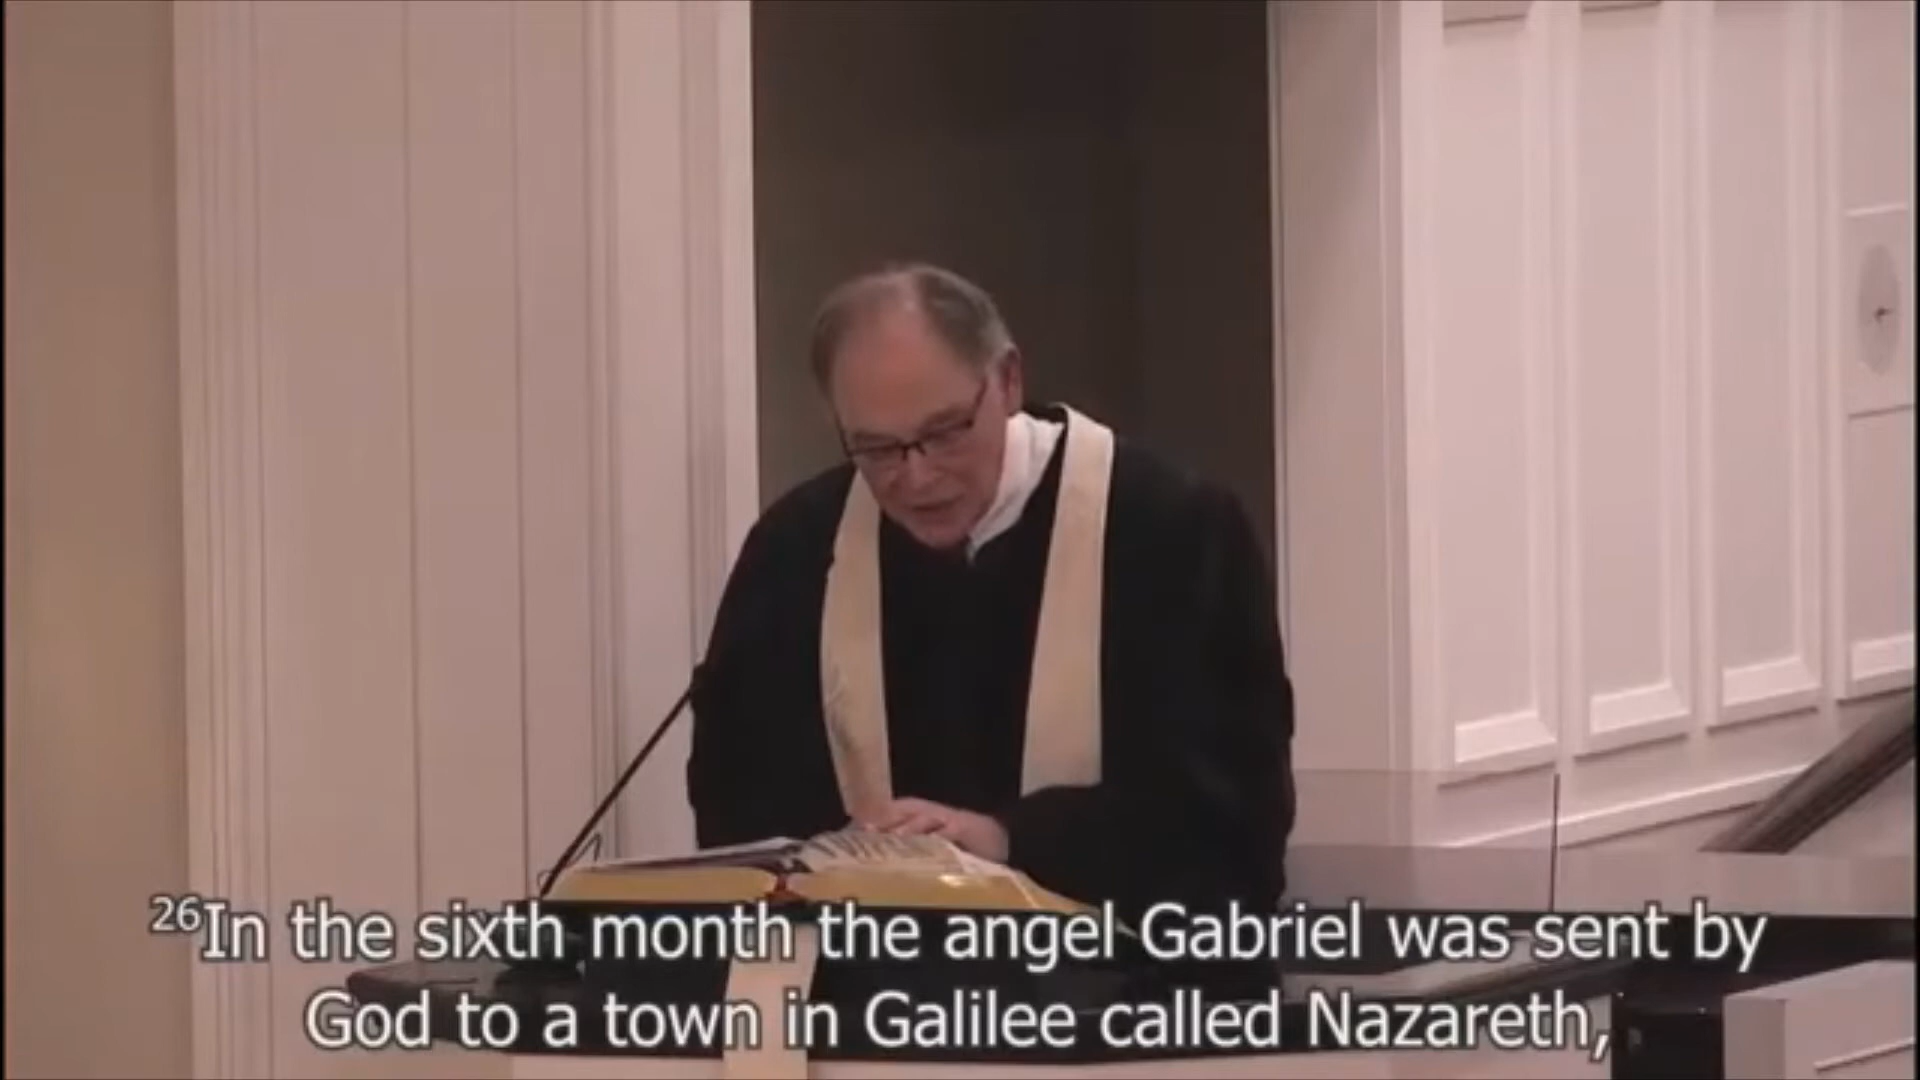 ²⁶In the sixth month the angel Gabriel was sent by
God to a town in Galilee called Nazareth,